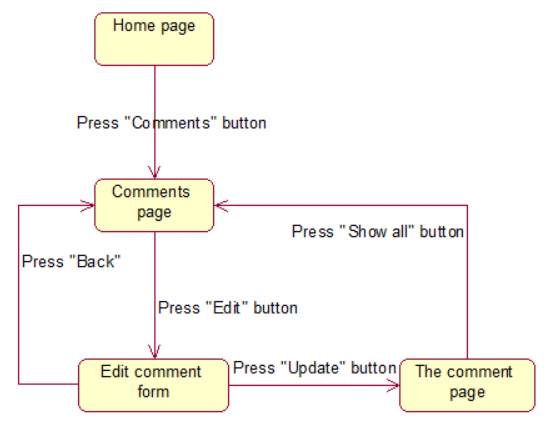 Home page
Press "Comments" button
Comments
page
Press "Show all" button
Press "Back"
Press "Edit" button
Edit comment
form
Press "Update" button
The comment
page